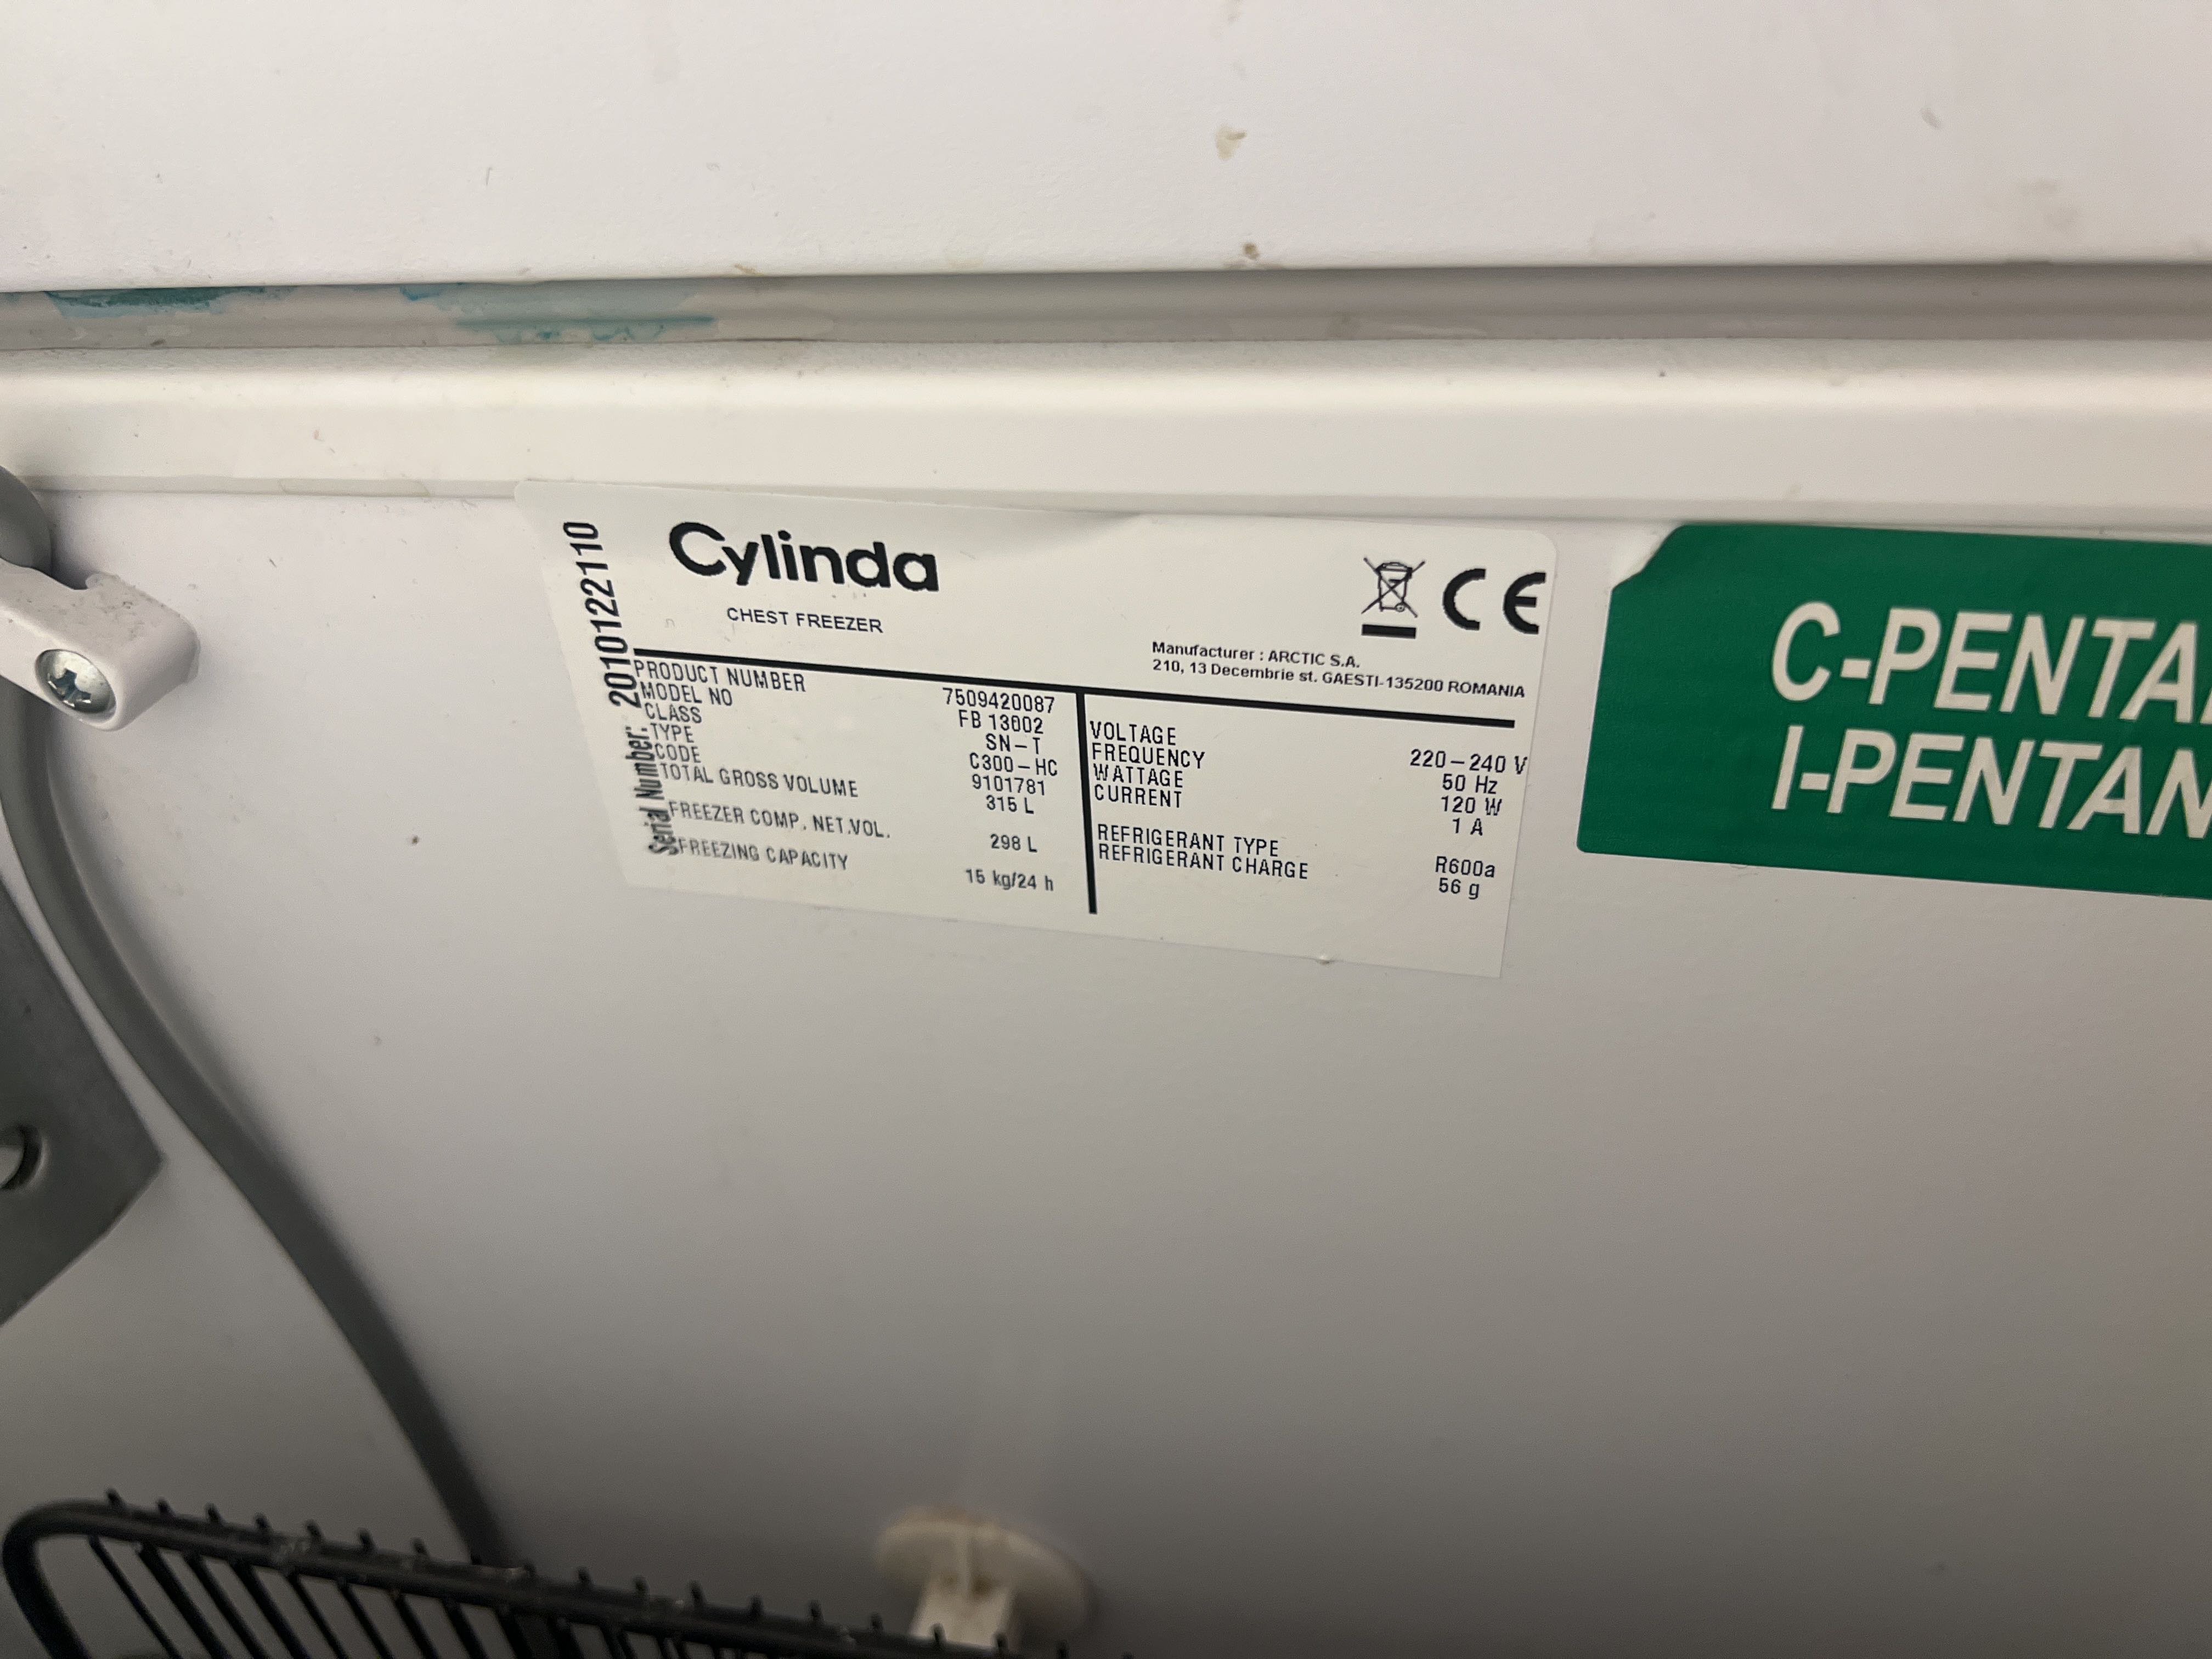 Serial Number: 2010122110
Cylinda
CHEST FREEZER
CE
Manufacturer : ARCTIC S.A.
210, 13 Decembrie st. GAESTI-135200 ROMANIA
PRODUCT NUMBER 7509420087
MODEL NO FB 13002
CLASS SN-T
TYPE C300-HC
CODE 9101781
TOTAL GROSS VOLUME 315 L
FREEZER COMP. NET.VOL. 298 L
FREEZING CAPACITY 15 kg/24 h
VOLTAGE 220-240 V
FREQUENCY 50 Hz
WATTAGE 120 W
CURRENT 1 A
REFRIGERANT TYPE R600a
REFRIGERANT CHARGE 56 g
C-PENTA
I-PENTAN